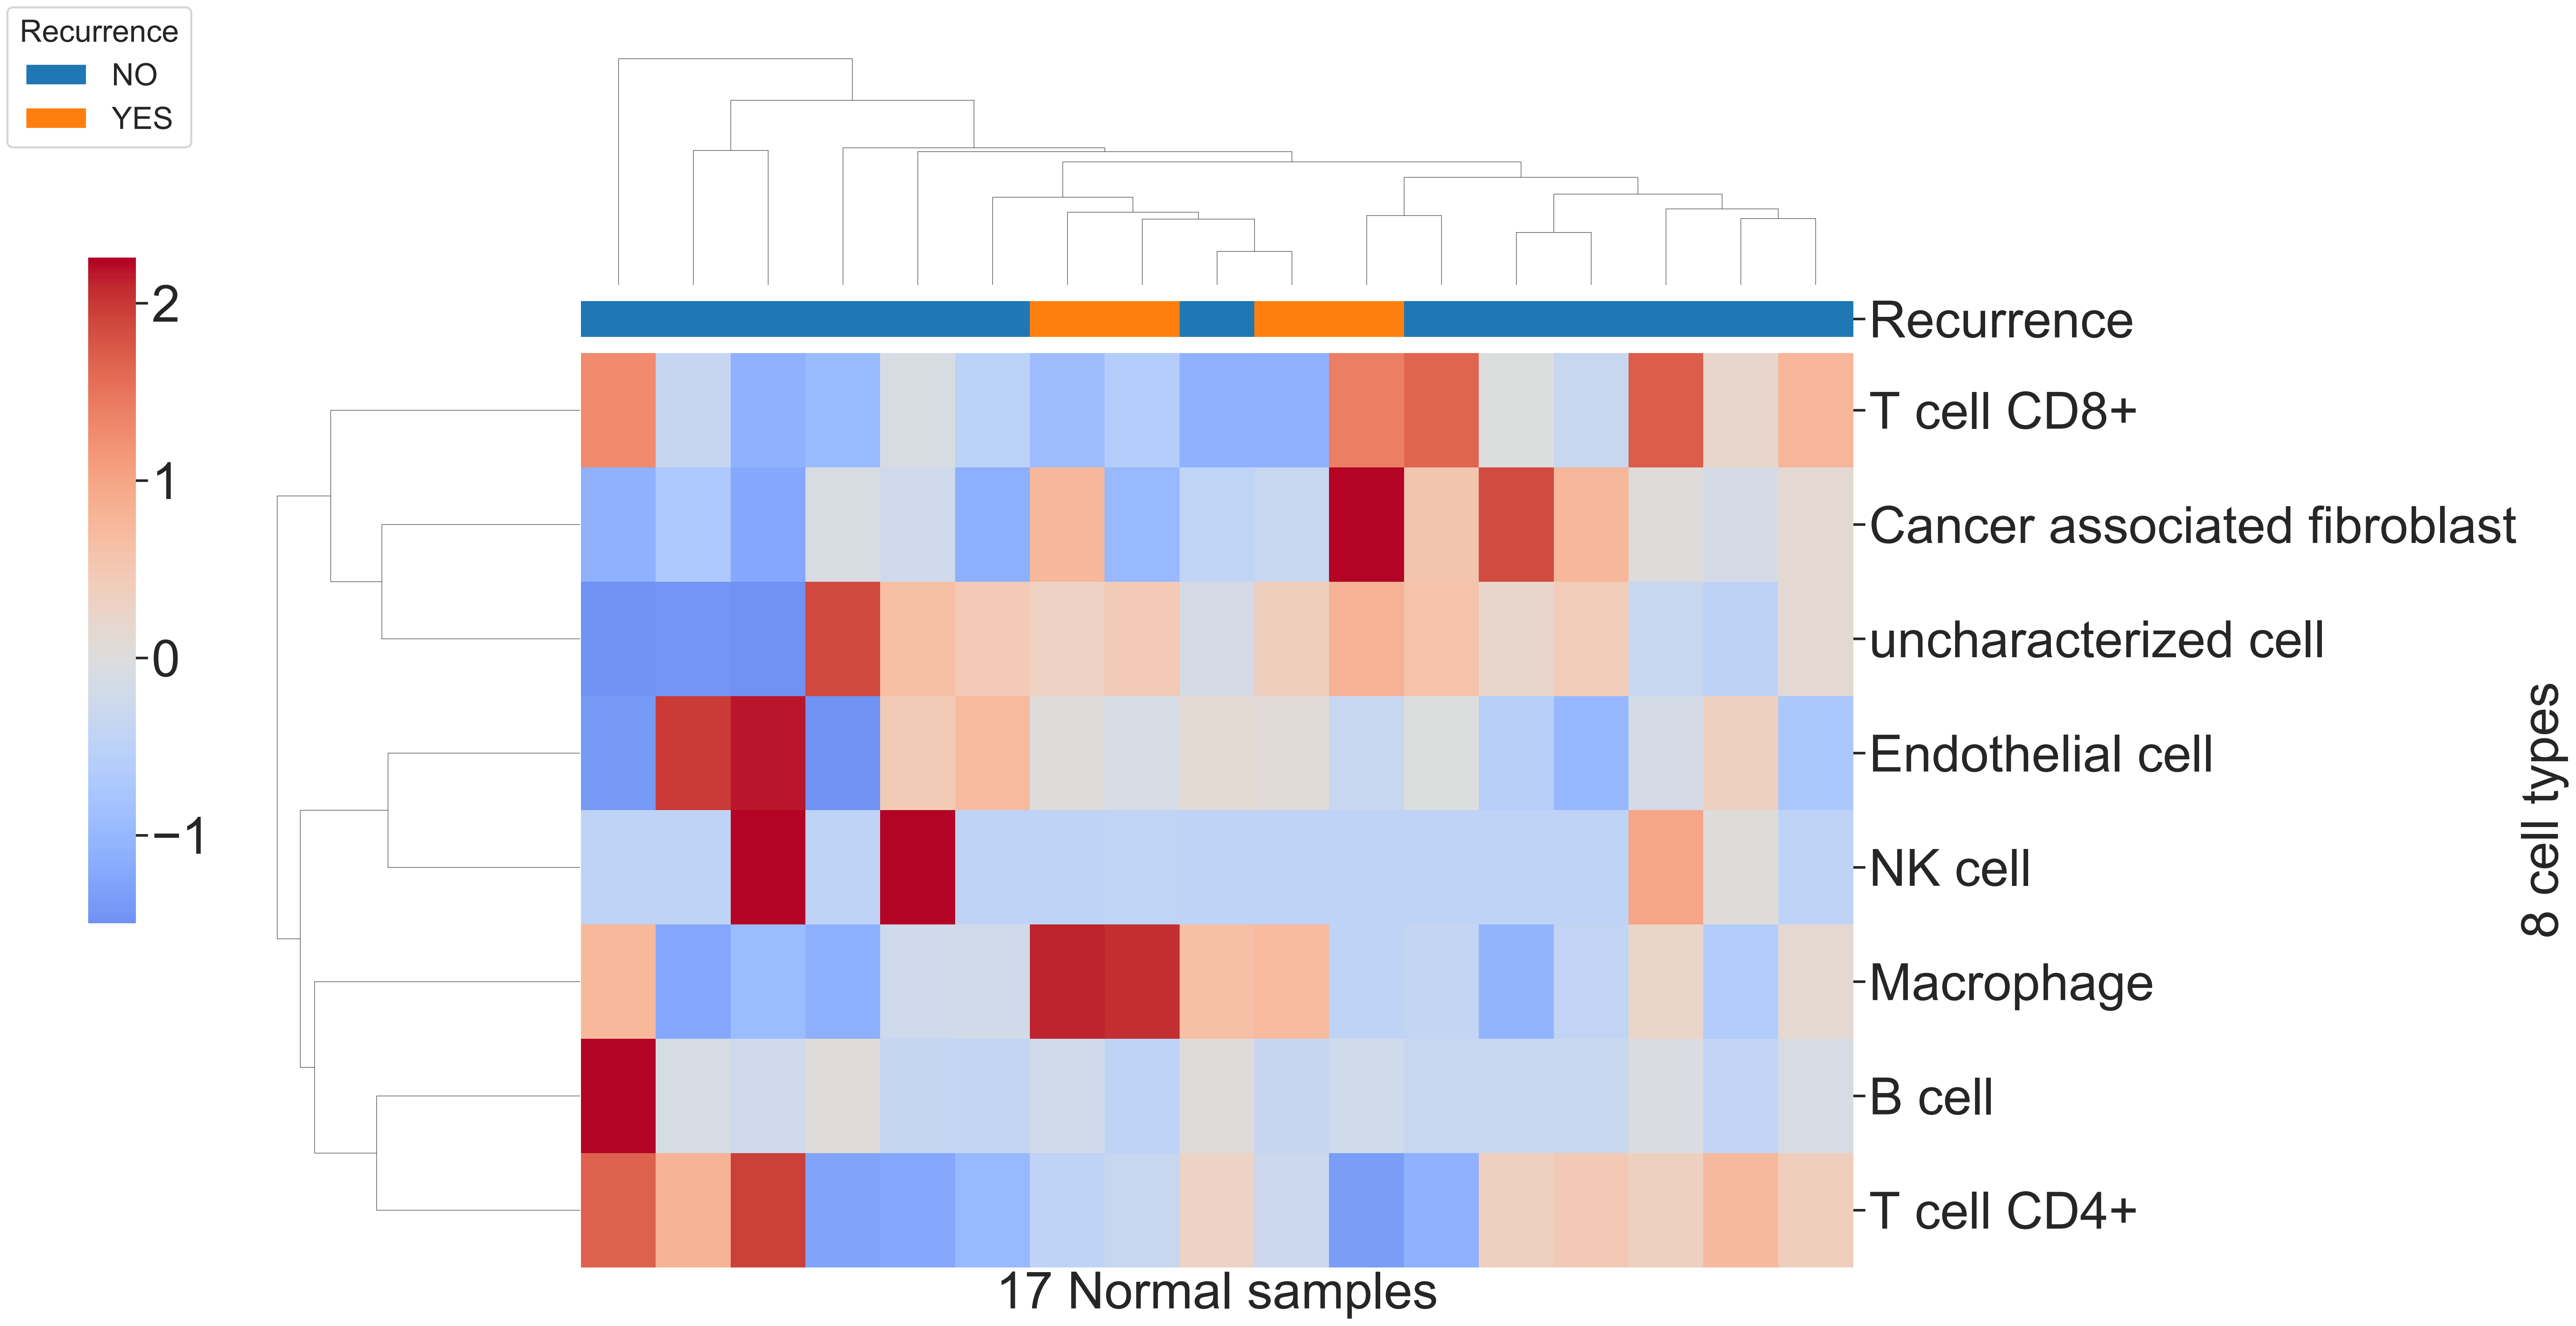 Recurrence
NO
YES
2
1
0
−1
Recurrence
T cell CD8+
Cancer associated fibroblast
uncharacterized cell
Endothelial cell
NK cell
Macrophage
B cell
T cell CD4+
8 cell types
17 Normal samples